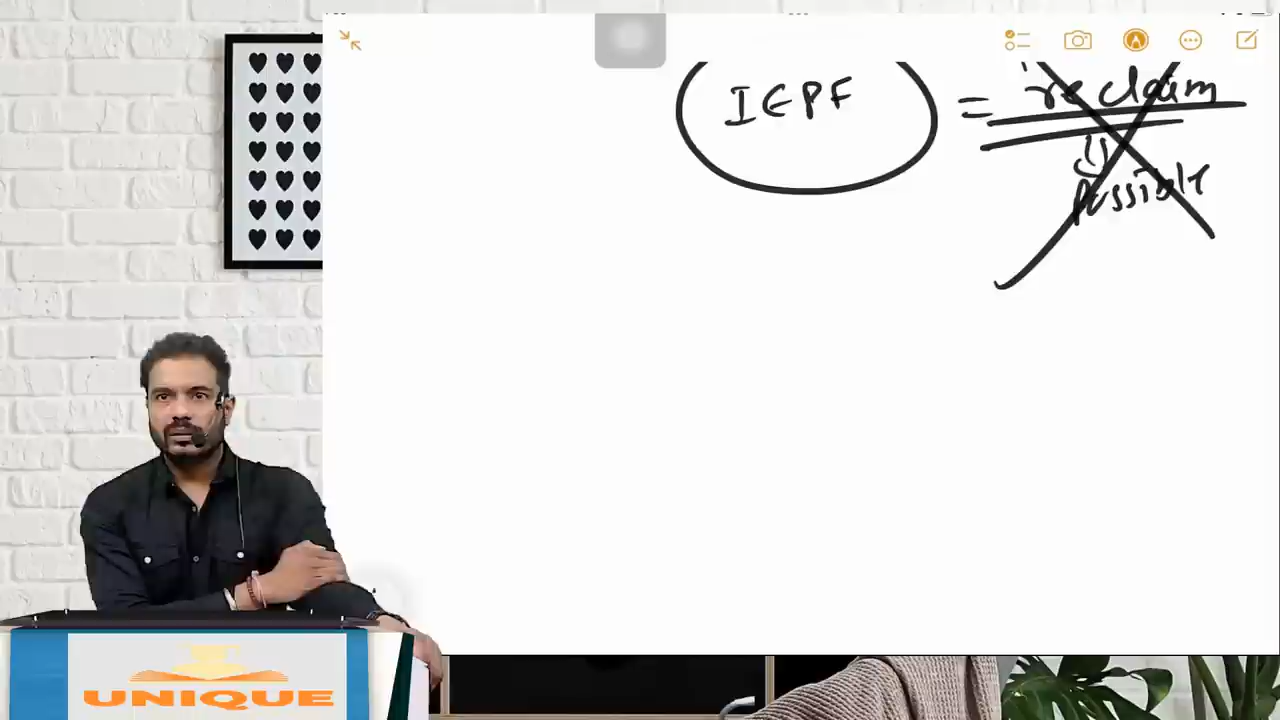 IEPF = reclaim
possible
UNIQUE